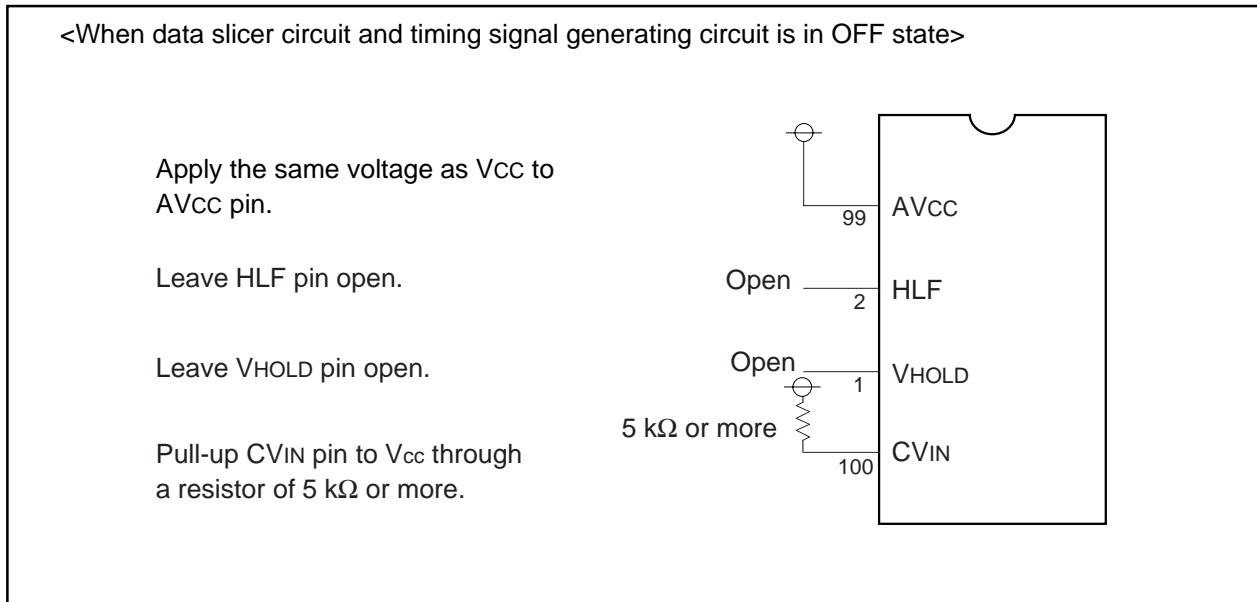 <When data slicer circuit and timing signal generating circuit is in OFF state>
Apply the same voltage as VCC to
AVCC pin.
99
AVCC
Leave HLF pin open.
Open
2
HLF
Leave VHOLD pin open.
Open
1
VHOLD
5 kΩ or more
Pull-up CVIN pin to Vcc through
a resistor of 5 kΩ or more.
100
CVIN